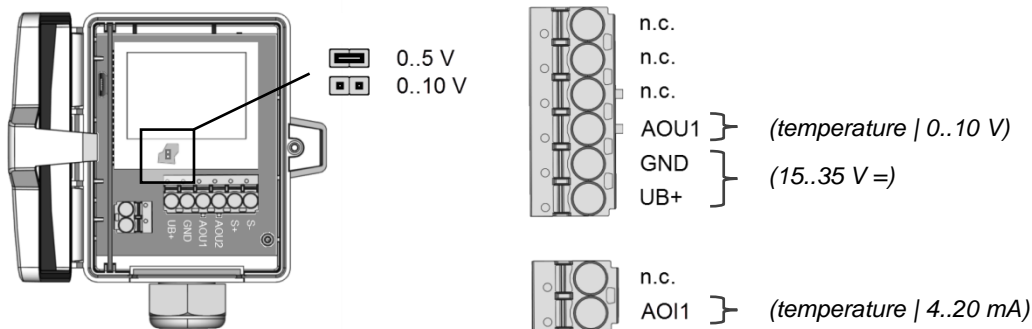 0..5 V
0..10 V
UB+
GND
AOU1
AOU2
S+
S-
n.c.
n.c.
n.c.
AOU1 (temperature | 0..10 V)
GND
(15..35 V =)
UB+
n.c.
AOI1 (temperature | 4..20 mA)